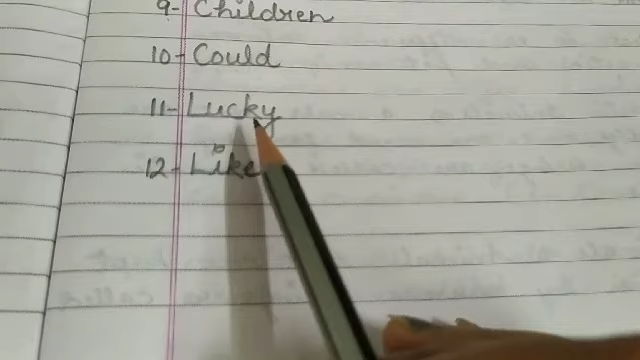 9- Children
10- Could
11- Lucky
12- Like